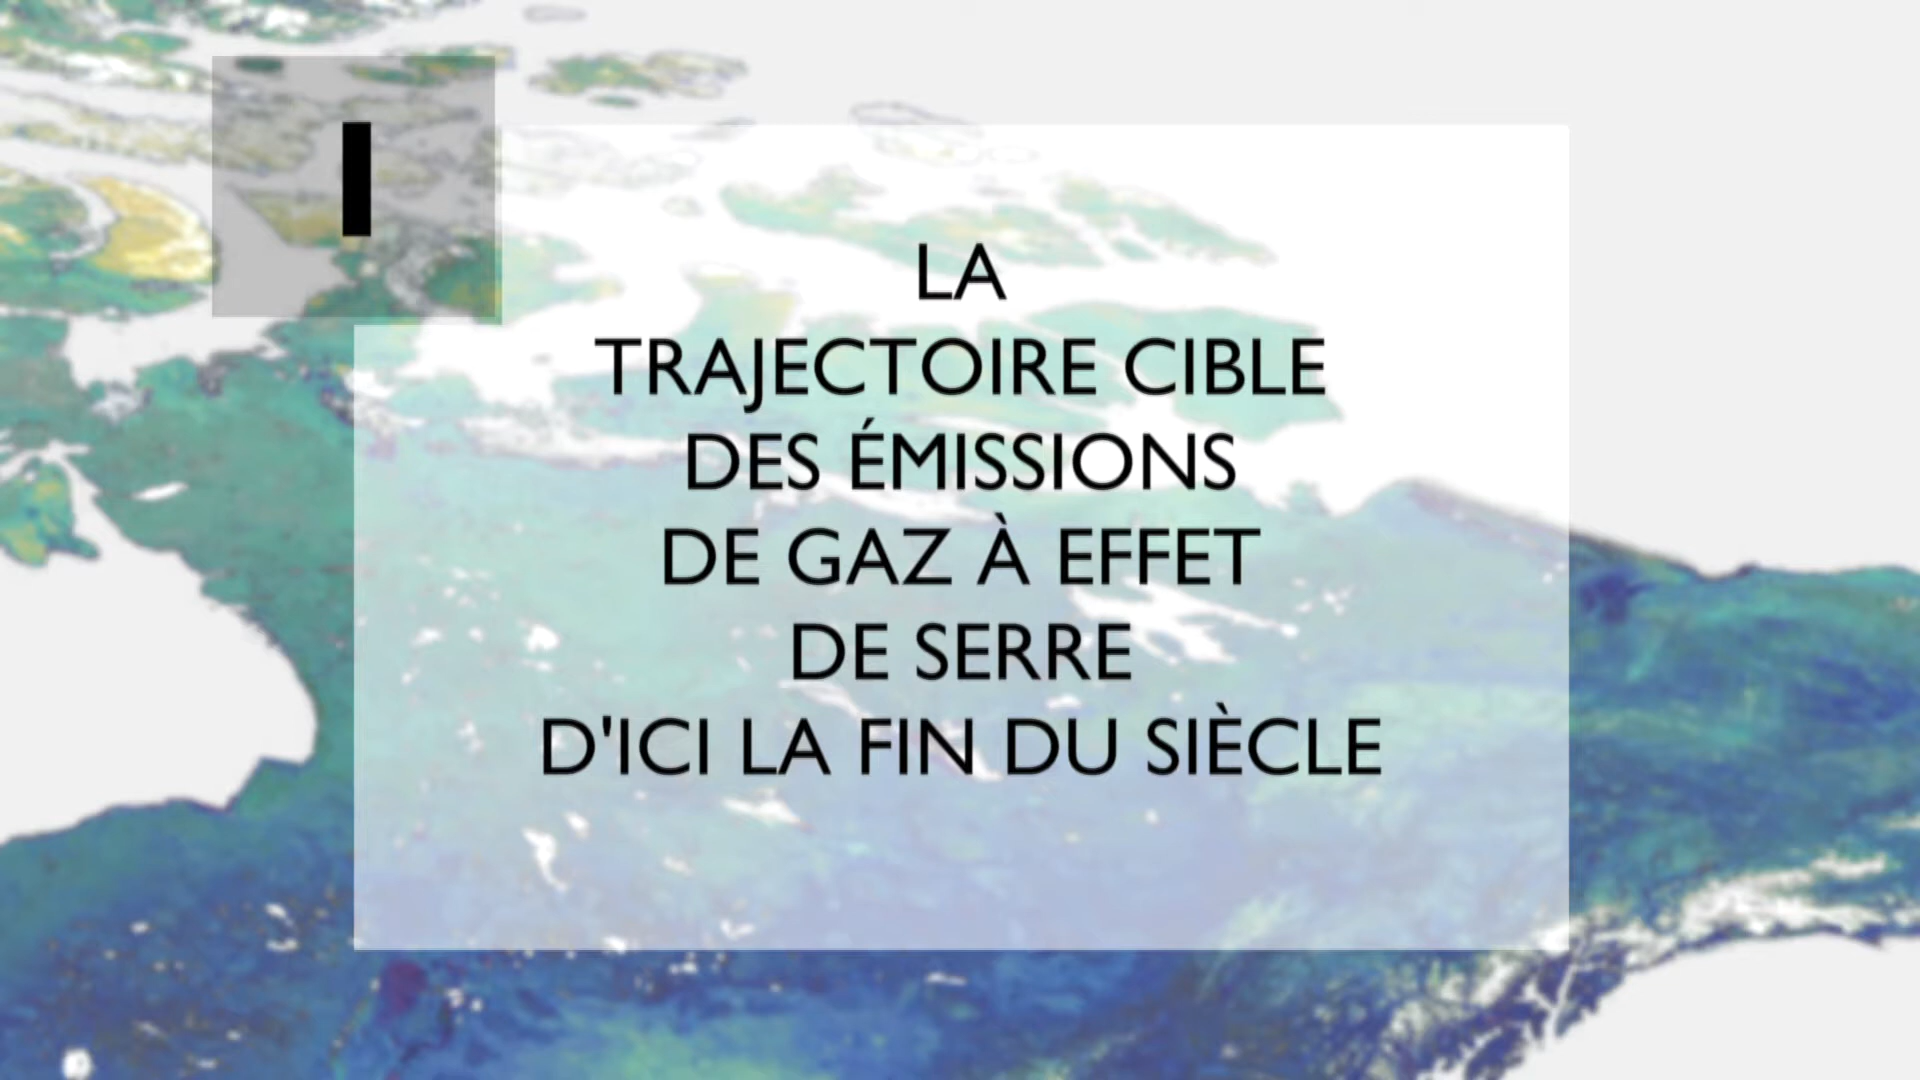 I
LA
TRAJECTOIRE CIBLE
DES ÉMISSIONS
DE GAZ À EFFET
DE SERRE
D'ICI LA FIN DU SIÈCLE